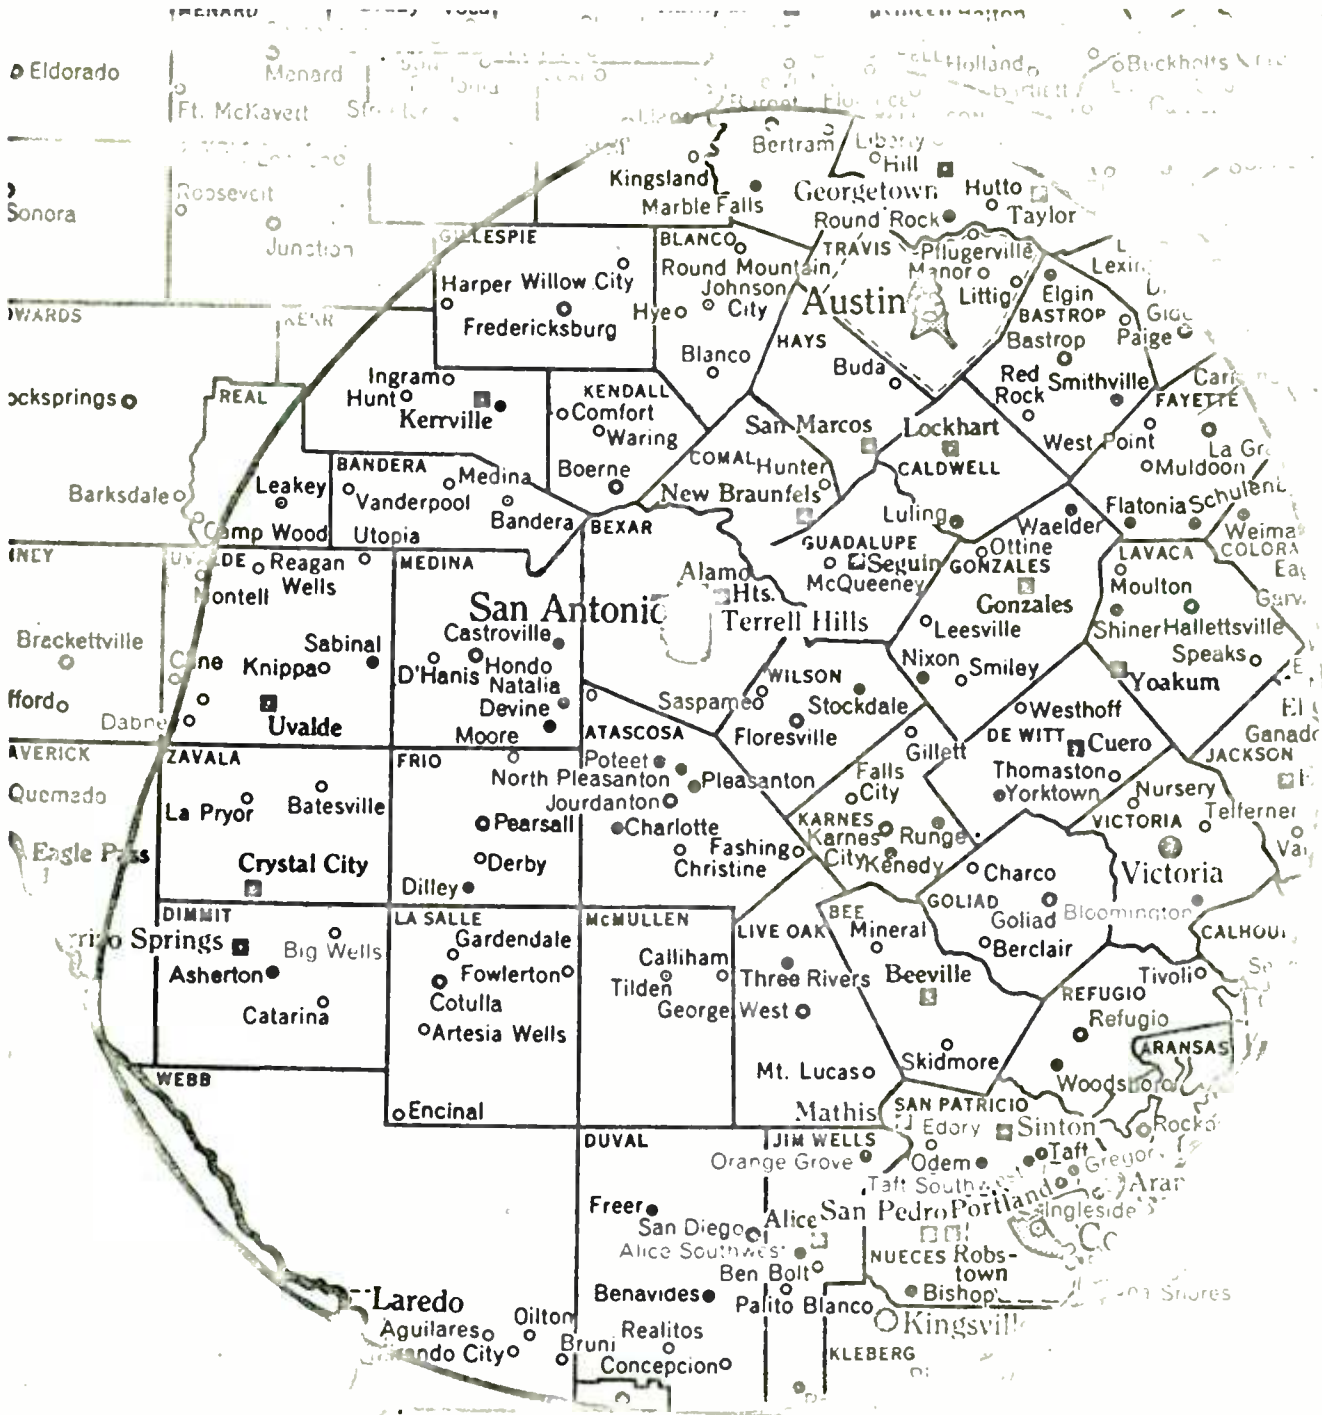 MENARD
Eldorado
Menard
Holland
Buckholts
Ft. McKavett
Bartlett
Bertram
Liberty
Hill
Kingsland
Marble Falls
Georgetown
Hutto
Round Rock
Taylor
Roosevelt
Sonora
Junction
GILLESPIE
BLANCO
TRAVIS
Pflugerville
Harper
Willow City
Round Mountain
Manor
Johnson
City
Littig
Elgin
Austin
BASTROP
Hye
Fredericksburg
KERR
HAYS
Bastrop
Paige
Blanco
Buda
Ingram
Hunt
Kerrville
KENDALL
Comfort
Waring
Red
Rock
Smithville
REAL
FAYETTE
San Marcos
Lockhart
West Point
CALDWELL
BANDERA
Medina
Boerne
COMAL
Hunter
Muldoon
Barksdale
Leakey
Vanderpool
New Braunfels
Camp Wood
Utopia
Bandera
BEXAR
Luling
Waelder
Flatonia
GUADALUPE
Ottine
LAVACA
Reagan
Wells
MEDINA
McQueeney
Seguin
GONZALES
Moulton
Alamo
Hts.
Gonzales
San Antonio
Terrell Hills
Shiner
Hallettsville
Brackettville
Sabinal
Castroville
Leesville
Speaks
Knippa
D'Hanis
Hondo
Nixon
Smiley
Yoakum
Natalia
WILSON
Devine
Stockdale
Westhoff
Uvalde
Moore
ATASCOSA
Floresville
Gillett
DE WITT
Cuero
JACKSON
ZAVALA
FRIO
Poteet
Falls
City
Thomaston
Nursery
North Pleasanton
Pleasanton
Yorktown
Quemado
La Pryor
Batesville
Jourdanton
KARNES
Karnes
City
Runge
VICTORIA
Telferner
Pearsall
Charlotte
Fashing
Kenedy
Eagle Pass
Crystal City
Derby
Christine
Charco
Victoria
Dilley
GOLIAD
Goliad
Bloomington
DIMMIT
LA SALLE
McMULLEN
LIVE OAK
BEE
Mineral
Springs
Big Wells
Gardendale
Berclair
Asherton
Fowlerton
Calliham
Three Rivers
Beeville
Tivoli
Cotulla
Tilden
George West
REFUGIO
Catarina
Artesia Wells
Refugio
Skidmore
ARANSAS
WEBB
Mt. Lucas
Encinal
Mathis
SAN PATRICIO
Edory
Sinton
DUVAL
JIM WELLS
Orange Grove
Odem
Taft
Freer
San Diego
Alice
San Pedro
Portland
Ingleside
Alice Southwest
NUECES
Robs-
town
Ben Bolt
Benavides
Palito Blanco
Bishop
Laredo
Oilton
Aguilares
Bruni
Realitos
Concepcion
KLEBERG